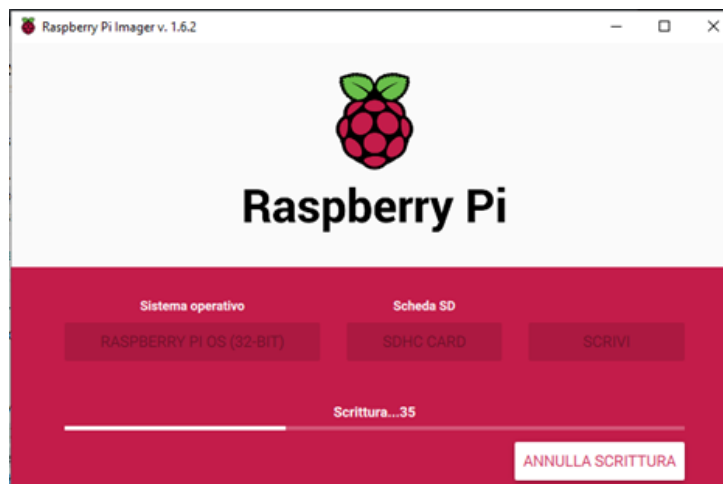 Raspberry Pi Imager v. 1.6.2
Raspberry Pi
Sistema operativo
Scheda SD
RASPBERRY PI OS (32-BIT)
SDHC CARD
SCRIVI
Scrittura...35
ANNULLA SCRITTURA